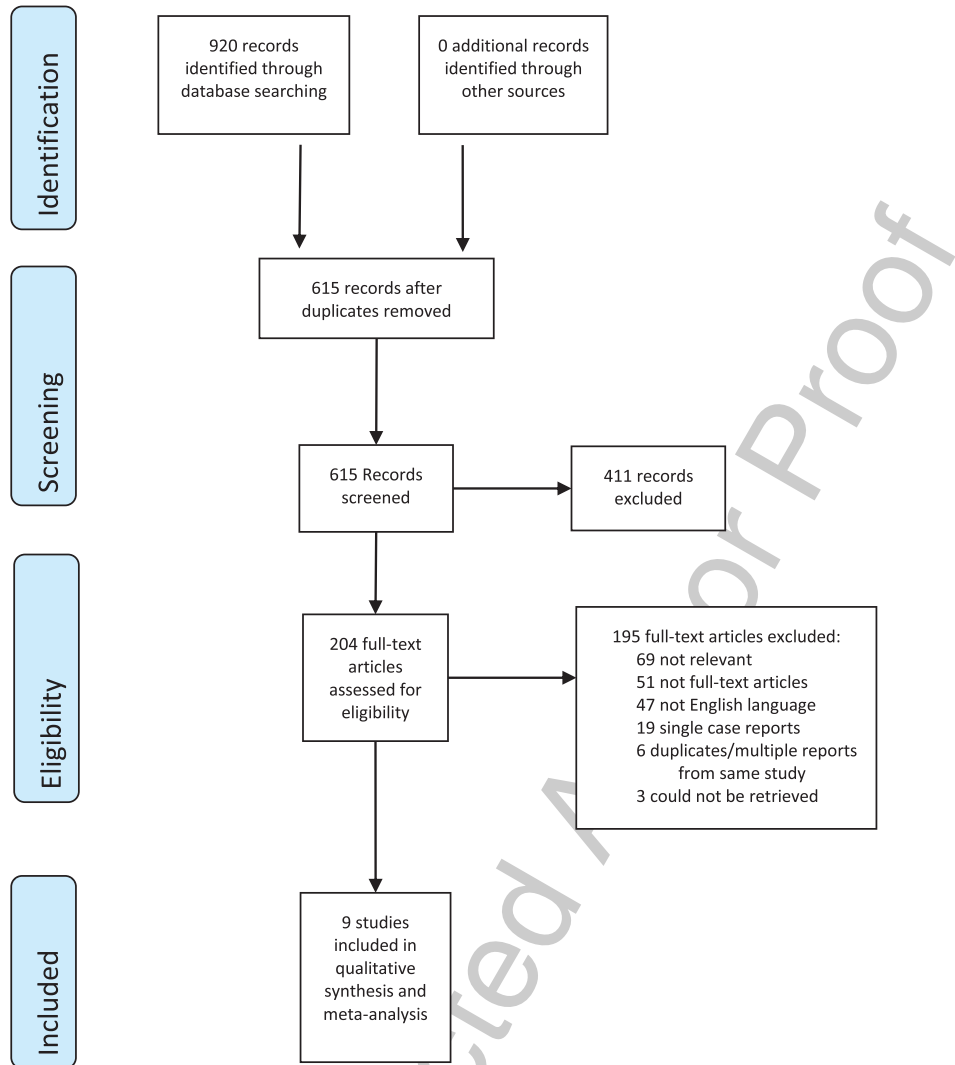 Identification
920 records
identified through
database searching
0 additional records
identified through
other sources
Screening
615 records after
duplicates removed
615 Records
screened
411 records
excluded
Eligibility
204 full-text
articles
assessed for
eligibility
195 full-text articles excluded:
69 not relevant
51 not full-text articles
47 not English language
19 single case reports
6 duplicates/multiple reports
from same study
3 could not be retrieved
Included
9 studies
included in
qualitative
synthesis and
meta-analysis
Proof